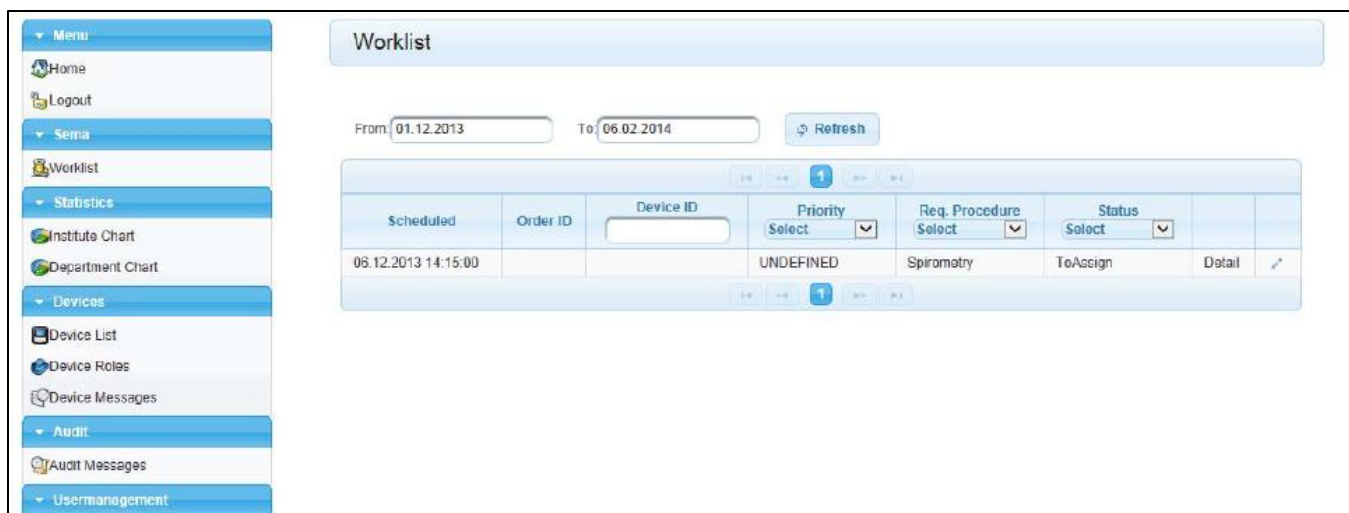 Menu
Home
Logout
Sema
Worklist
Statistics
Institute Chart
Department Chart
Devices
Device List
Device Roles
Device Messages
Audit
Audit Messages
Usermanagement
Worklist
From: 01.12.2013 To: 06.02.2014 Refresh
1
Scheduled Order ID Device ID Priority Req. Procedure Status
Select Select Select
06.12.2013 14:15:00 UNDEFINED Spirometry ToAssign Detail
1